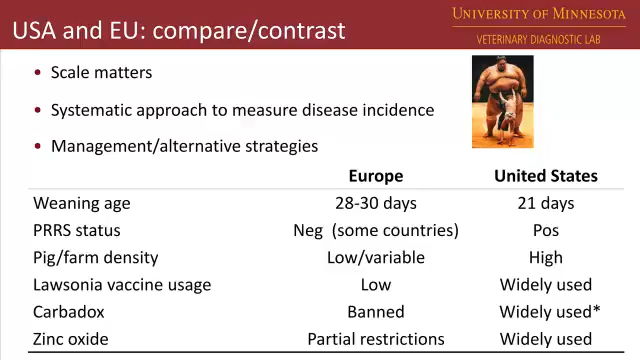 USA and EU: compare/contrast
UNIVERSITY OF MINNESOTA
VETERINARY DIAGNOSTIC LAB
• Scale matters
• Systematic approach to measure disease incidence
• Management/alternative strategies
Europe United States
Weaning age 28-30 days 21 days
PRRS status Neg (some countries) Pos
Pig/farm density Low/variable High
Lawsonia vaccine usage Low Widely used
Carbadox Banned Widely used*
Zinc oxide Partial restrictions Widely used